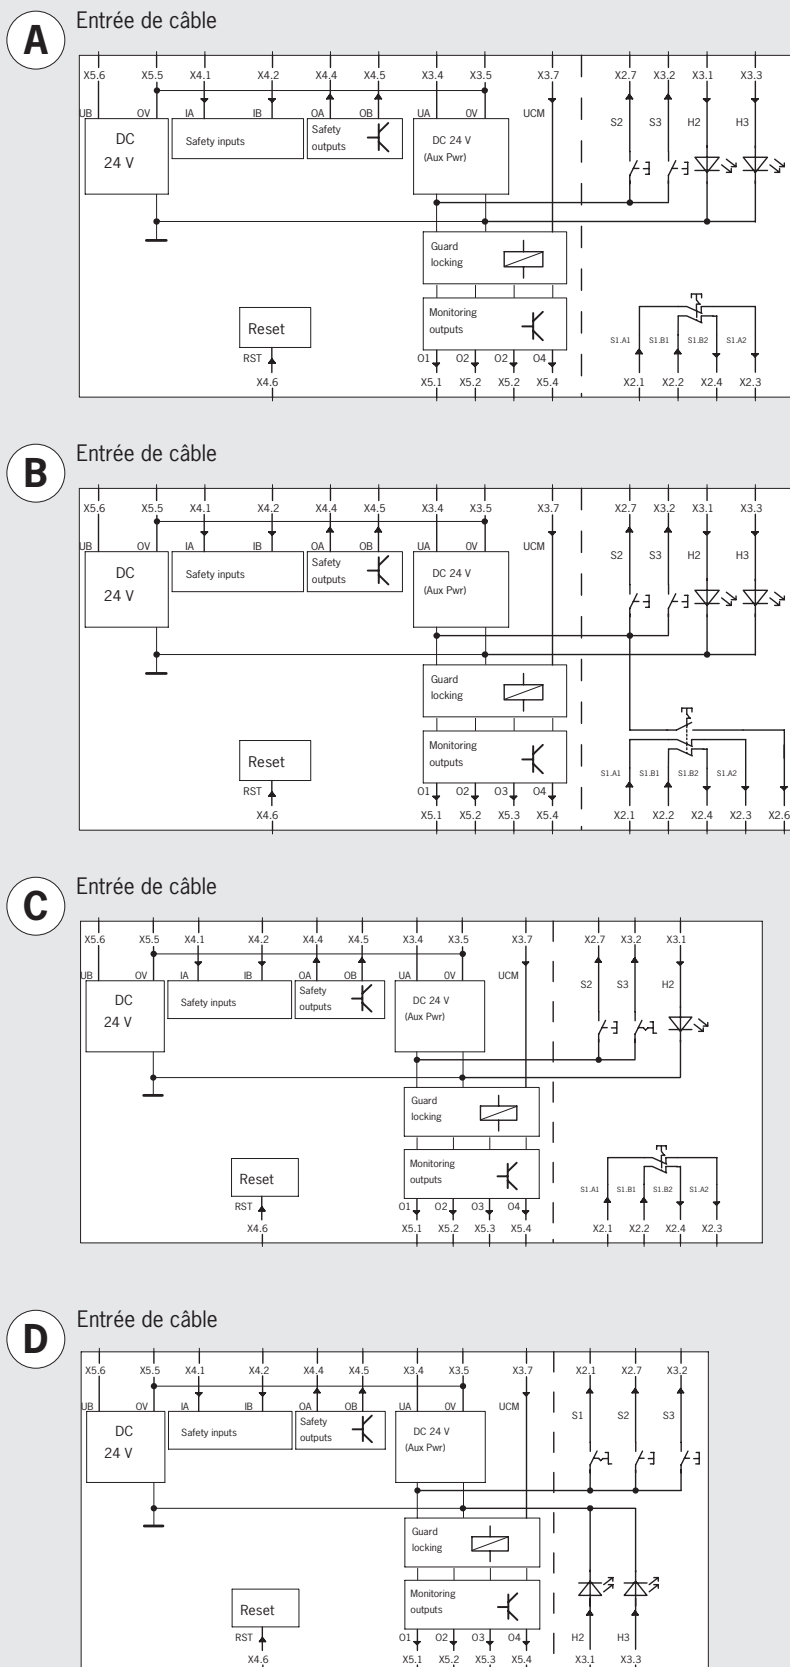 A Entrée de câble
X5.6 X5.5 X4.1 X4.2 X4.4 X4.5 X3.4 X3.5 X3.7 X2.7 X3.2 X3.1 X3.3
UB 0V IA IB OA OB UA 0V UCM S2 S3 H2 H3
DC
24 V
Safety inputs
Safety
outputs
DC 24 V
(Aux Pwr)
Guard
locking
Monitoring
outputs
Reset
RST
X4.6
O1 O2 O2 O4
X5.1 X5.2 X5.2 X5.4
S1.A1 S1.B1 S1.B2 S1.A2
X2.1 X2.2 X2.4 X2.3
B Entrée de câble
X5.6 X5.5 X4.1 X4.2 X4.4 X4.5 X3.4 X3.5 X3.7 X2.7 X3.2 X3.1 X3.3
UB 0V IA IB OA OB UA 0V UCM S2 S3 H2 H3
DC
24 V
Safety inputs
Safety
outputs
DC 24 V
(Aux Pwr)
Guard
locking
Monitoring
outputs
Reset
RST
X4.6
O1 O2 O3 O4
X5.1 X5.2 X5.3 X5.4
S1.A1 S1.B1 S1.B2 S1.A2
X2.1 X2.2 X2.4 X2.3 X2.6
C Entrée de câble
X5.6 X5.5 X4.1 X4.2 X4.4 X4.5 X3.4 X3.5 X3.7 X2.7 X3.2 X3.1
UB 0V IA IB OA OB UA 0V UCM S2 S3 H2
DC
24 V
Safety inputs
Safety
outputs
DC 24 V
(Aux Pwr)
Guard
locking
Monitoring
outputs
Reset
RST
X4.6
O1 O2 O3 O4
X5.1 X5.2 X5.3 X5.4
S1.A1 S1.B1 S1.B2 S1.A2
X2.1 X2.2 X2.4 X2.3
D Entrée de câble
X5.6 X5.5 X4.1 X4.2 X4.4 X4.5 X3.4 X3.5 X3.7 X2.1 X2.7 X3.2
UB 0V IA IB OA OB UA 0V UCM S1 S2 S3
DC
24 V
Safety inputs
Safety
outputs
DC 24 V
(Aux Pwr)
Guard
locking
Monitoring
outputs
Reset
RST
X4.6
O1 O2 O3 O4
X5.1 X5.2 X5.3 X5.4
H2 H3
X3.1 X3.3